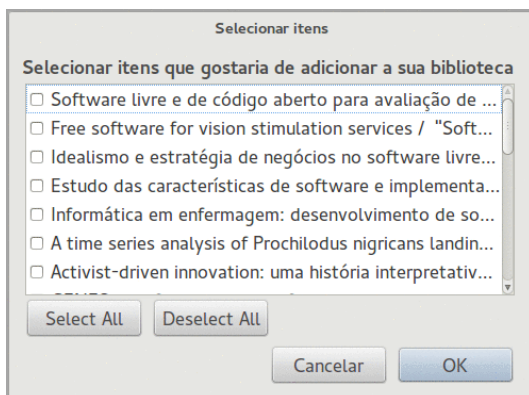 Selecionar itens
Selecionar itens que gostaria de adicionar a sua biblioteca
Software livre e de código aberto para avaliação de ...
Free software for vision stimulation services / "Soft...
Idealismo e estratégia de negócios no software livre...
Estudo das características de software e implementa...
Informática em enfermagem: desenvolvimento de so...
A time series analysis of Prochilodus nigricans landin...
Activist-driven innovation: uma história interpretativ...
Select All Deselect All
Cancelar OK